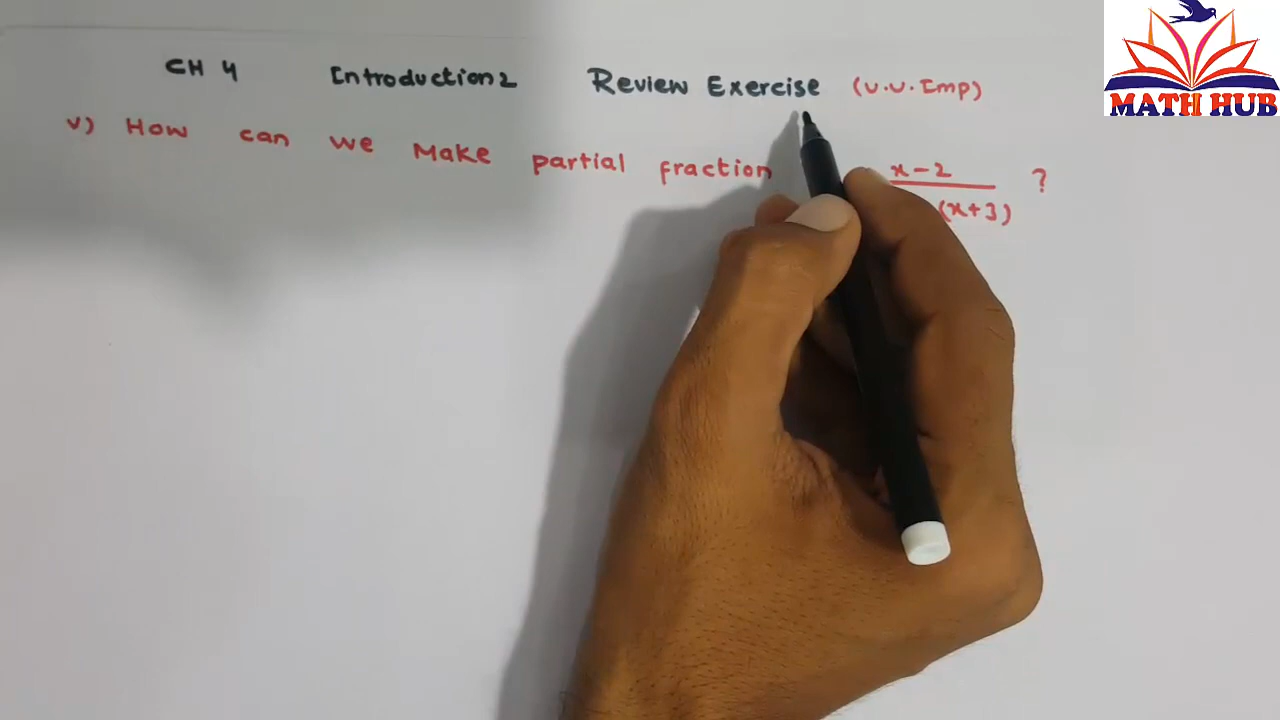 CH 4 Introduction2 Review Exercise (U.U.Imp)
v) How can we Make partial fraction x-2 ?
(x+3)
MATH HUB